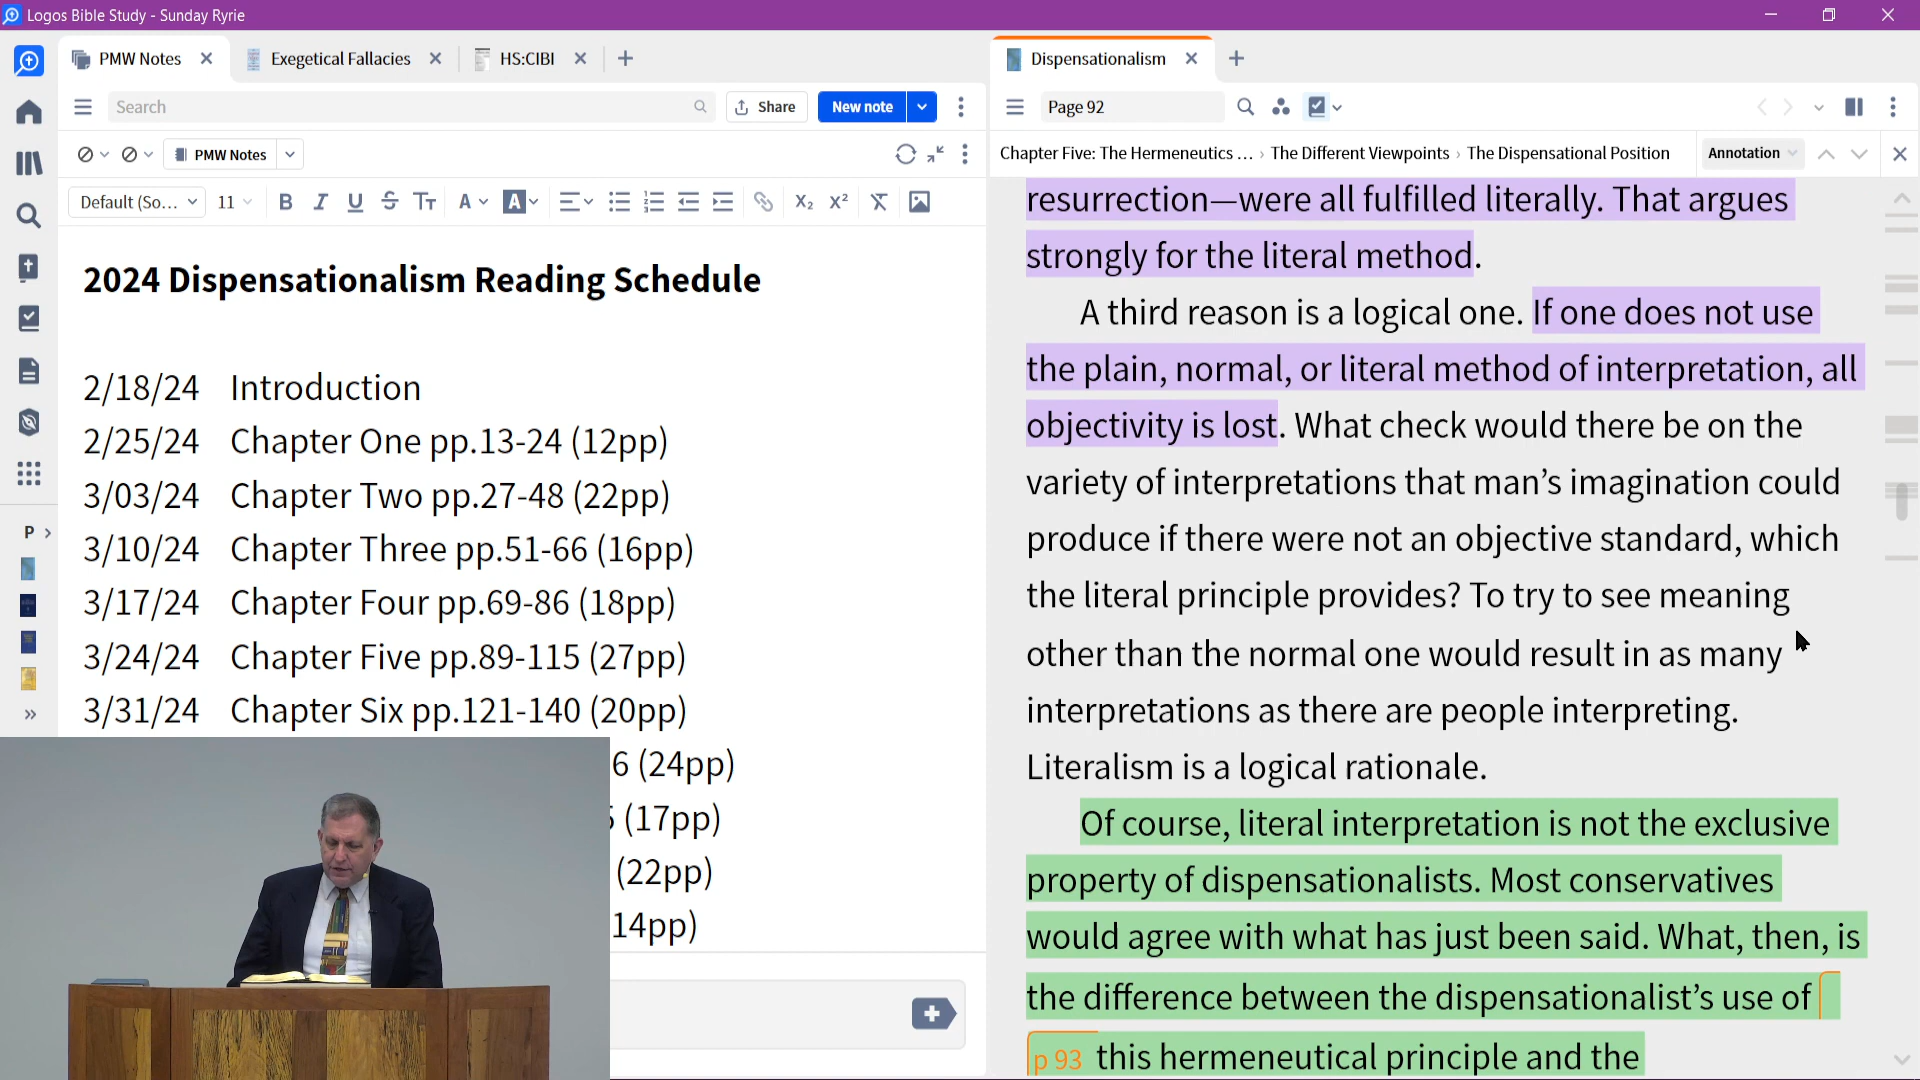 Logos Bible Study - Sunday Ryrie
PMW Notes
Exegetical Fallacies
HS:CIBI
Search
Share
New note
PMW Notes
Default (So...
11
B I U S Tт A A X₂ X²
2024 Dispensationalism Reading Schedule
2/18/24 Introduction
2/25/24 Chapter One pp.13-24 (12pp)
3/03/24 Chapter Two pp.27-48 (22pp)
3/10/24 Chapter Three pp.51-66 (16pp)
3/17/24 Chapter Four pp.69-86 (18pp)
3/24/24 Chapter Five pp.89-115 (27pp)
3/31/24 Chapter Six pp.121-140 (20pp)
6 (24pp)
(17pp)
(22pp)
14pp)
P
Dispensationalism
Page 92
Chapter Five: The Hermeneutics ... › The Different Viewpoints › The Dispensational Position
Annotation
resurrection—were all fulfilled literally. That argues
strongly for the literal method.
A third reason is a logical one. If one does not use
the plain, normal, or literal method of interpretation, all
objectivity is lost. What check would there be on the
variety of interpretations that man’s imagination could
produce if there were not an objective standard, which
the literal principle provides? To try to see meaning
other than the normal one would result in as many
interpretations as there are people interpreting.
Literalism is a logical rationale.
Of course, literal interpretation is not the exclusive
property of dispensationalists. Most conservatives
would agree with what has just been said. What, then, is
the difference between the dispensationalist’s use of
p 93 this hermeneutical principle and the